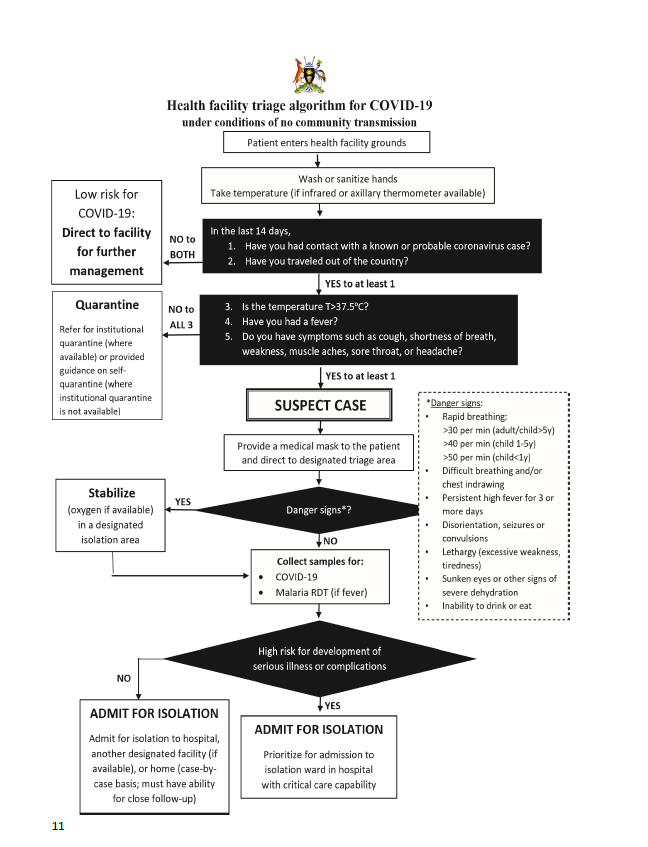 Health facility triage algorithm for COVID-19
under conditions of no community transmission
Patient enters health facility grounds
Wash or sanitize hands
Take temperature (if infrared or axillary thermometer available)
Low risk for
COVID-19:
Direct to facility
for further
management
NO to
BOTH
In the last 14 days,
1. Have you had contact with a known or probable coronavirus case?
2. Have you traveled out of the country?
YES to at least 1
Quarantine
Refer for institutional
quarantine (where
available) or provided
guidance on self-
quarantine (where
institutional quarantine
is not available)
NO to
ALL 3
3. Is the temperature T>37.5°C?
4. Have you had a fever?
5. Do you have symptoms such as cough, shortness of breath,
weakness, muscle aches, sore throat, or headache?
YES to at least 1
SUSPECT CASE
Provide a medical mask to the patient
and direct to designated triage area
*Danger signs:
• Rapid breathing:
>30 per min (adult/child>5y)
>40 per min (child 1-5y)
>50 per min (child<1y)
• Difficult breathing and/or
chest indrawing
• Persistent high fever for 3 or
more days
• Disorientation, seizures or
convulsions
• Lethargy (excessive weakness,
tiredness)
• Sunken eyes or other signs of
severe dehydration
• Inability to drink or eat
Danger signs*?
YES
Stabilize
(oxygen if available)
in a designated
isolation area
NO
Collect samples for:
• COVID-19
• Malaria RDT (if fever)
High risk for development of
serious illness or complications
NO
YES
ADMIT FOR ISOLATION
Admit for isolation to hospital,
another designated facility (if
available), or home (case-by-
case basis; must have ability
for close follow-up)
ADMIT FOR ISOLATION
Prioritize for admission to
isolation ward in hospital
with critical care capability
11